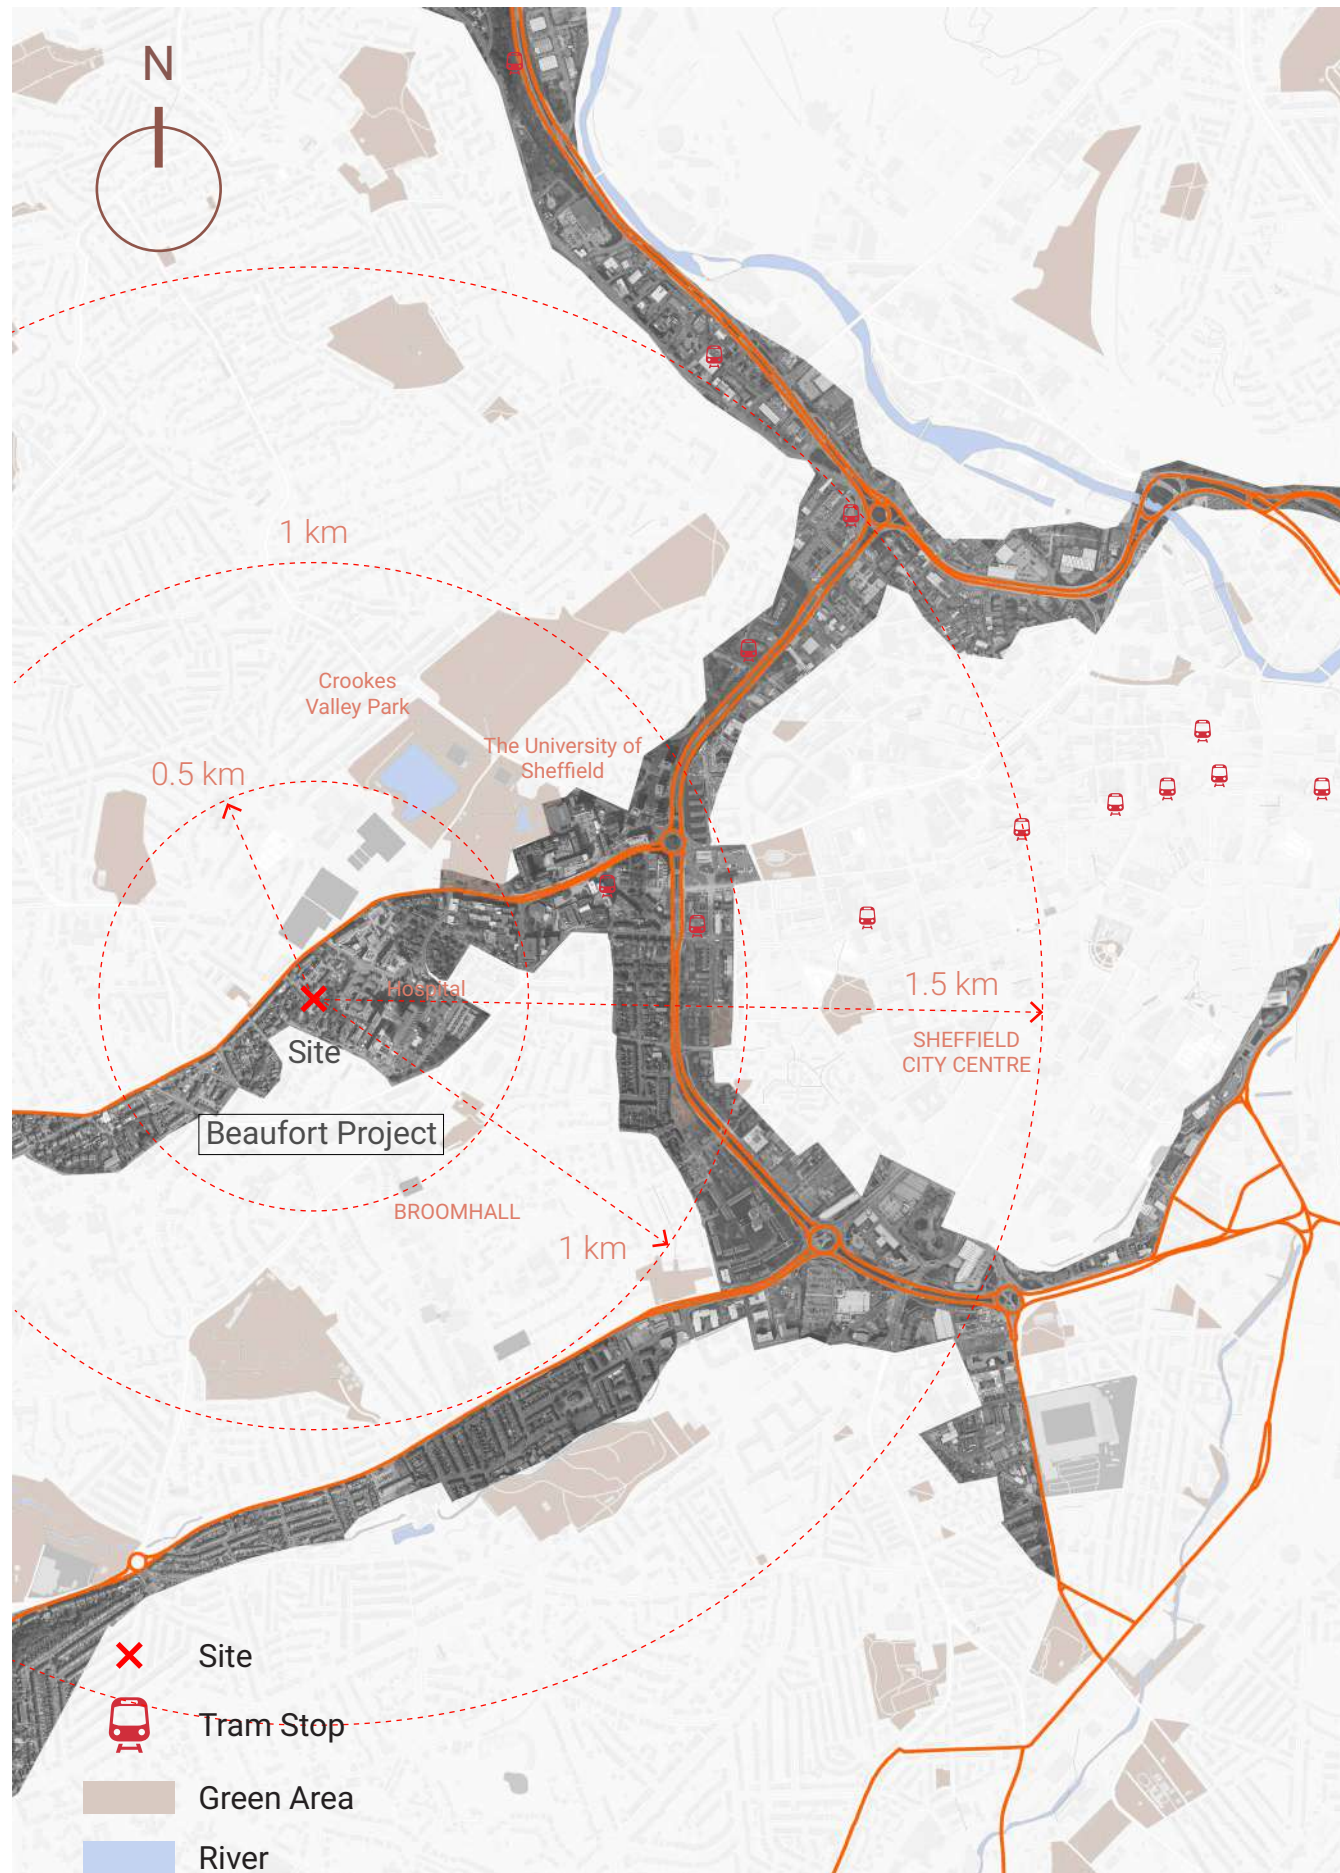 N
1 km
Crookes
Valley Park
The University of
Sheffield
0.5 km
Hospital
1.5 km
Site
SHEFFIELD
CITY CENTRE
Beaufort Project
BROOMHALL
1 km
Site
Tram Stop
Green Area
River